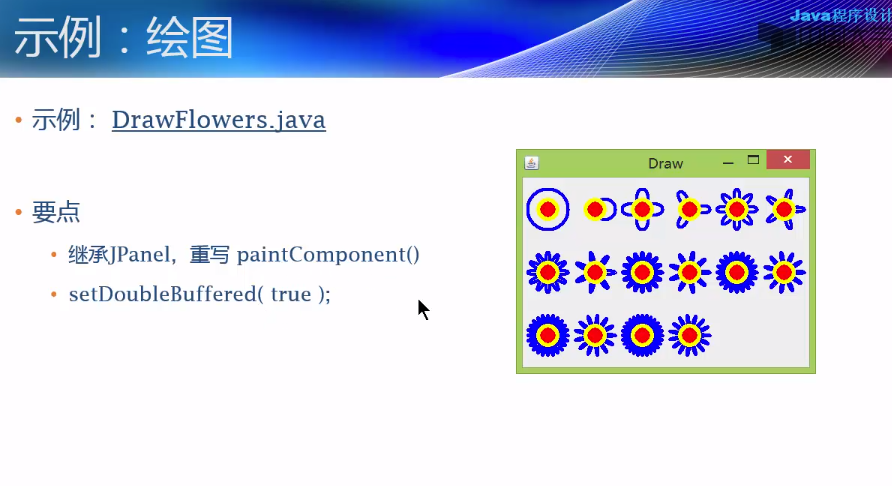 Java程序设计
示例：绘图
• 示例： DrawFlowers.java
• 要点
• 继承JPanel，重写 paintComponent()
• setDoubleBuffered( true );
Draw